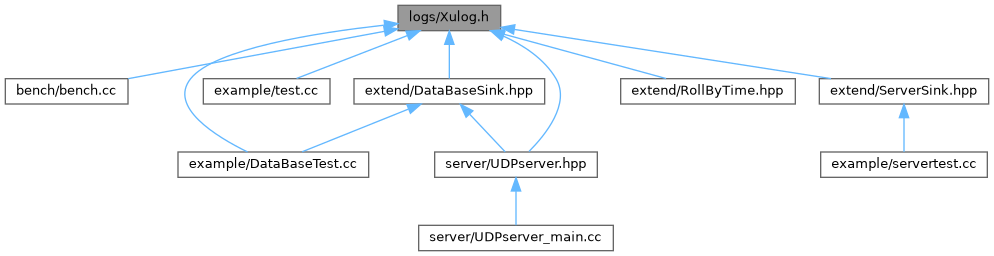 logs/Xulog.h
bench/bench.cc
example/test.cc
extend/DataBaseSink.hpp
extend/RollByTime.hpp
extend/ServerSink.hpp
example/DataBaseTest.cc
server/UDPserver.hpp
example/servertest.cc
server/UDPserver_main.cc